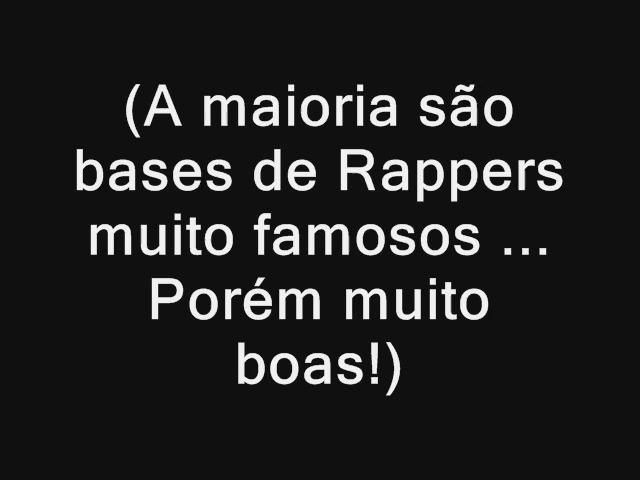 (A maioria são
bases de Rappers
muito famosos ...
Porém muito
boas!)